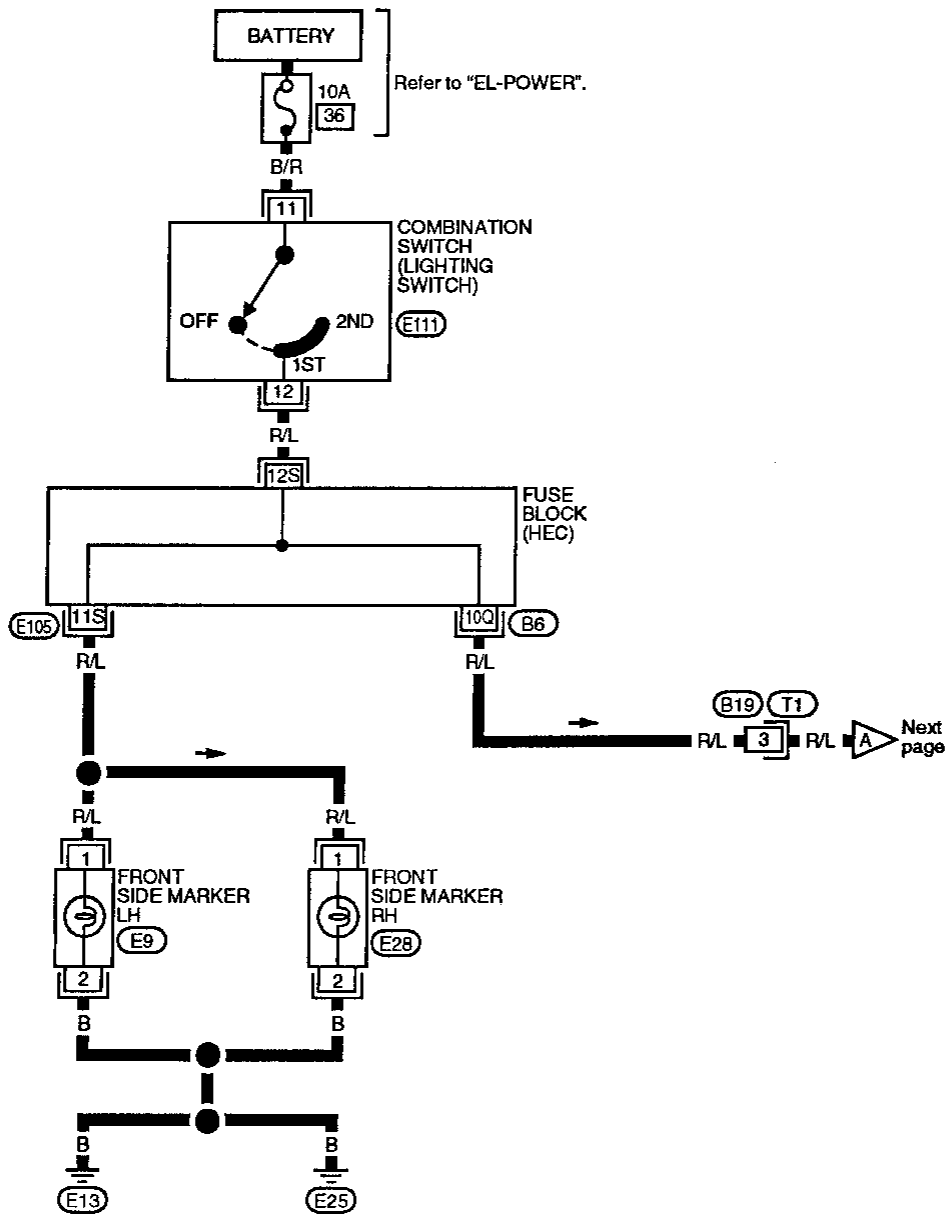 BATTERY
10A
36
Refer to "EL-POWER".
B/R
11
COMBINATION
SWITCH
(LIGHTING
SWITCH)
E111
OFF
2ND
1ST
12
R/L
12S
FUSE
BLOCK
(HEC)
E105
11S
10Q
B6
R/L
R/L
B19
T1
R/L
3
R/L
A
Next
page
R/L
R/L
1
1
FRONT
SIDE MARKER
LH
E9
FRONT
SIDE MARKER
RH
E28
2
2
B
B
B
B
E13
E25